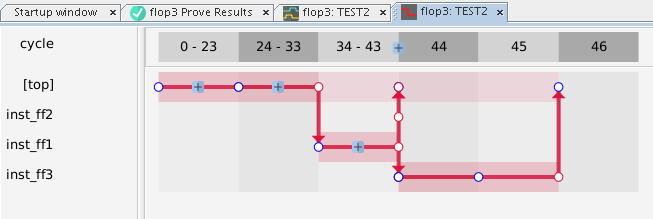 Startup window × flop3 Prove Results × flop3: TEST2 × flop3: TEST2 ×
cycle 0 - 23 24 - 33 34 - 43 44 45 46
[top]
inst_ff2
inst_ff1
inst_ff3